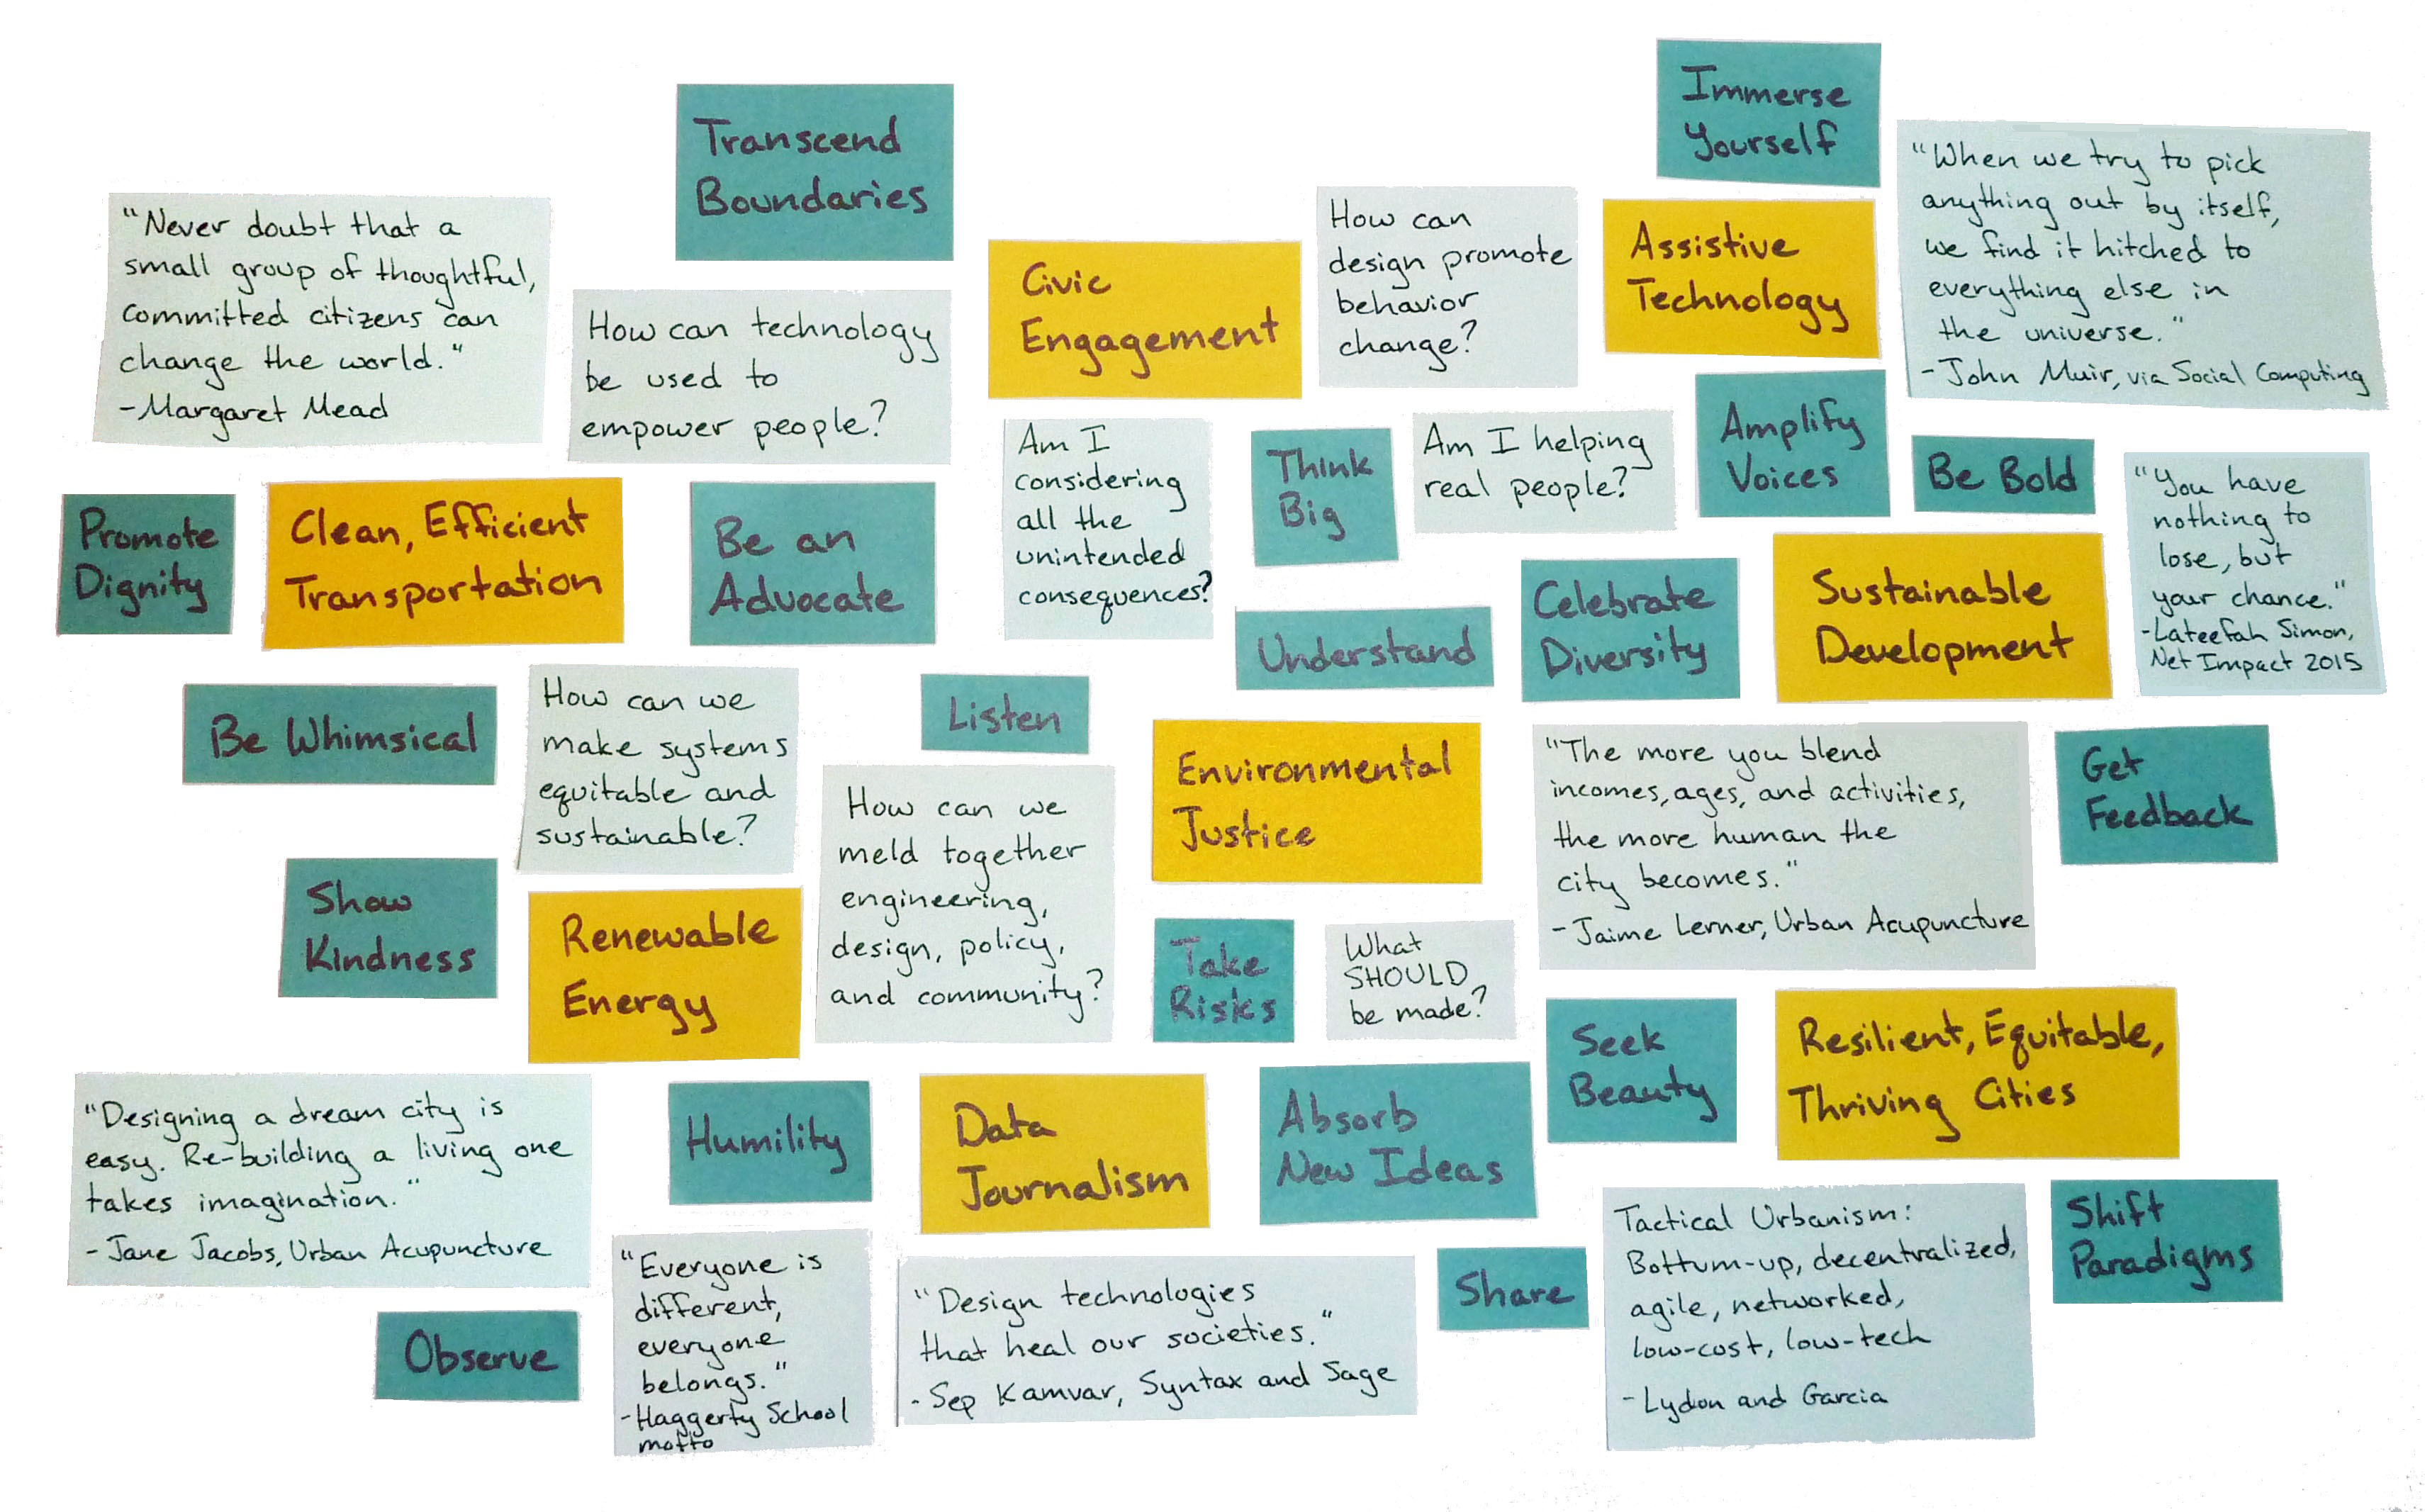 Transcend
Boundaries
Immerse
Yourself
"Never doubt that a
small group of thoughtful,
committed citizens can
change the world."
-Margaret Mead
How can technology
be used to
empower people?
Civic
Engagement
How can
design promote
behavior
change?
Assistive
Technology
"When we try to pick
anything out by itself,
we find it hitched to
everything else in
the universe."
-John Muir, via Social Computing
Promote
Dignity
Clean, Efficient
Transportation
Be an
Advocate
Am I
considering
all the
unintended
consequences?
Think
Big
Am I helping
real people?
Amplify
Voices
Be Bold
"You have
nothing to
lose, but
your chance."
-Lateefah Simon,
Net Impact 2015
Understand
Celebrate
Diversity
Sustainable
Development
Be Whimsical
How can we
make systems
equitable and
sustainable?
Listen
How can we
meld together
engineering,
design, policy,
and community?
Environmental
Justice
"The more you blend
incomes, ages, and activities,
the more human the
city becomes."
-Jaime Lerner, Urban Acupuncture
Get
Feedback
Show
Kindness
Renewable
Energy
Take
Risks
What
SHOULD
be made?
Seek
Beauty
Resilient, Equitable,
Thriving Cities
"Designing a dream city is
easy. Re-building a living one
takes imagination."
-Jane Jacobs, Urban Acupuncture
Humility
Data
Journalism
Absorb
New Ideas
Observe
"Everyone is
different,
everyone
belongs."
-Haggerty School
motto
"Design technologies
that heal our societies."
-Sep Kamvar, Syntax and Sage
Share
Tactical Urbanism:
Bottum-up, decentralized,
agile, networked,
low-cost, low-tech
-Lydon and Garcia
Shift
Paradigms